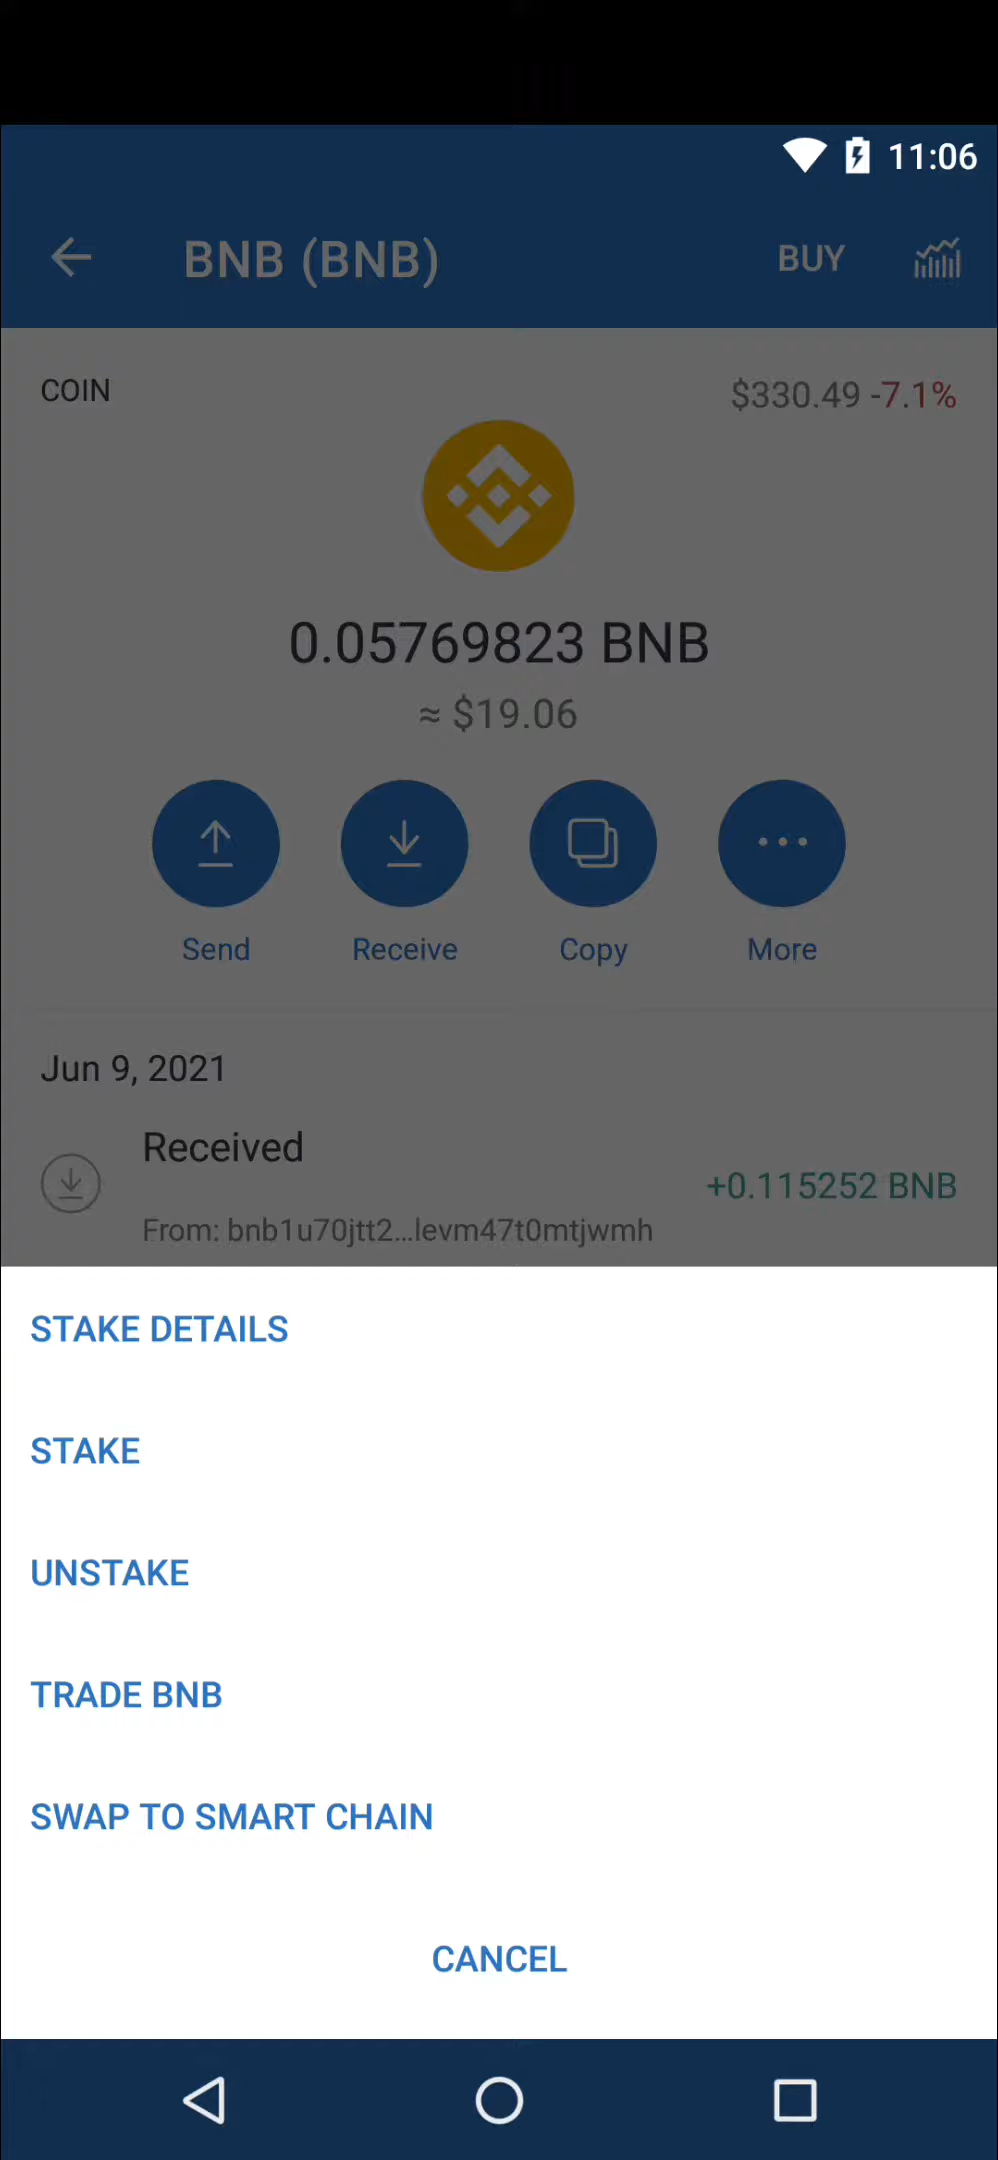 11:06
BNB (BNB)
BUY
COIN
$330.49 -7.1%
0.05769823 BNB
≈ $19.06
Send
Receive
Copy
More
Jun 9, 2021
Received
+0.115252 BNB
From: bnb1u70jtt2...levm47t0mtjwmh
STAKE DETAILS
STAKE
UNSTAKE
TRADE BNB
SWAP TO SMART CHAIN
CANCEL